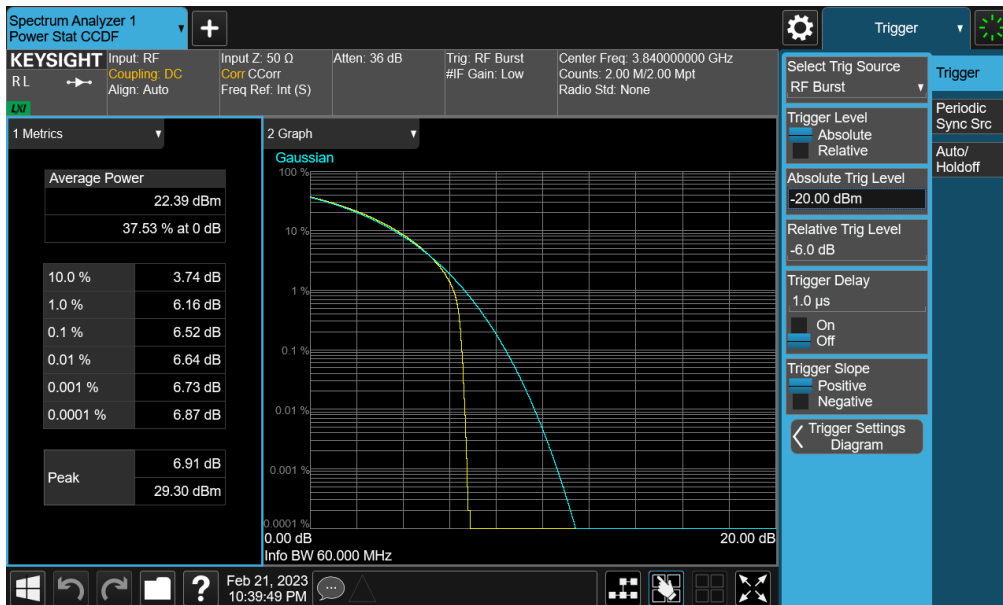 Spectrum Analyzer 1
Power Stat CCDF
Trigger
KEYSIGHT
R L
LXI
Input: RF
Coupling: DC
Align: Auto
Input Z: 50 Ω
Corr CCorr
Freq Ref: Int (S)
Atten: 36 dB
Trig: RF Burst
#IF Gain: Low
Center Freq: 3.840000000 GHz
Counts: 2.00 M/2.00 Mpt
Radio Std: None
1 Metrics
Average Power
22.39 dBm
37.53 % at 0 dB
10.0 % 3.74 dB
1.0 % 6.16 dB
0.1 % 6.52 dB
0.01 % 6.64 dB
0.001 % 6.73 dB
0.0001 % 6.87 dB
Peak
6.91 dB
29.30 dBm
2 Graph
Gaussian
100 %
10 %
1 %
0.1 %
0.01 %
0.001 %
0.0001 %
0.00 dB 20.00 dB
Info BW 60.000 MHz
Select Trig Source
RF Burst
Trigger Level
Absolute
Relative
Absolute Trig Level
-20.00 dBm
Relative Trig Level
-6.0 dB
Trigger Delay
1.0 µs
On
Off
Trigger Slope
Positive
Negative
Trigger Settings
Diagram
Trigger
Periodic
Sync Src
Auto/
Holdoff
?
Feb 21, 2023
10:39:49 PM